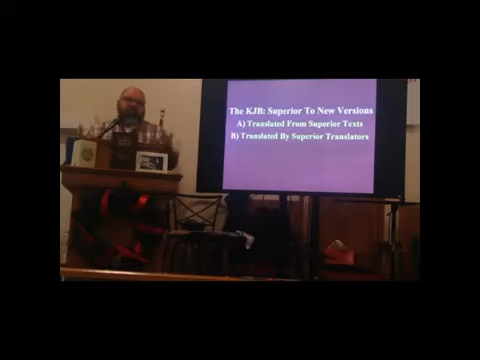 The KJB: Superior To New Versions
A) Translated From Superior Texts
B) Translated By Superior Translators